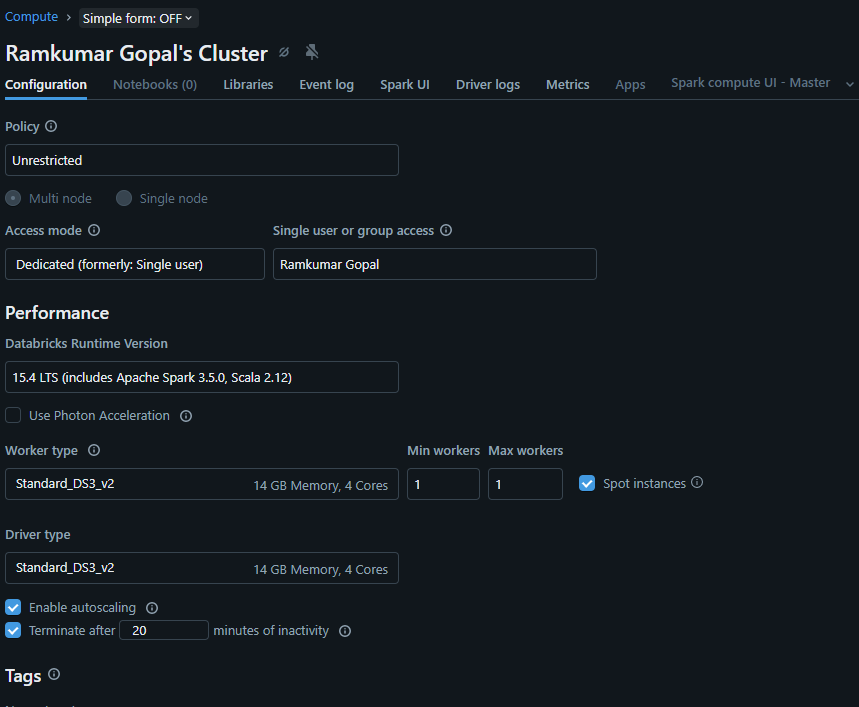 Compute › Simple form: OFF
Ramkumar Gopal's Cluster
Configuration Notebooks (0) Libraries Event log Spark UI Driver logs Metrics Apps Spark compute UI - Master
Policy
Unrestricted
Multi node Single node
Access mode Single user or group access
Dedicated (formerly: Single user) Ramkumar Gopal
Performance
Databricks Runtime Version
15.4 LTS (includes Apache Spark 3.5.0, Scala 2.12)
Use Photon Acceleration
Worker type Min workers Max workers
Standard_DS3_v2 14 GB Memory, 4 Cores 1 1 Spot instances
Driver type
Standard_DS3_v2 14 GB Memory, 4 Cores
Enable autoscaling
Terminate after 20 minutes of inactivity
Tags